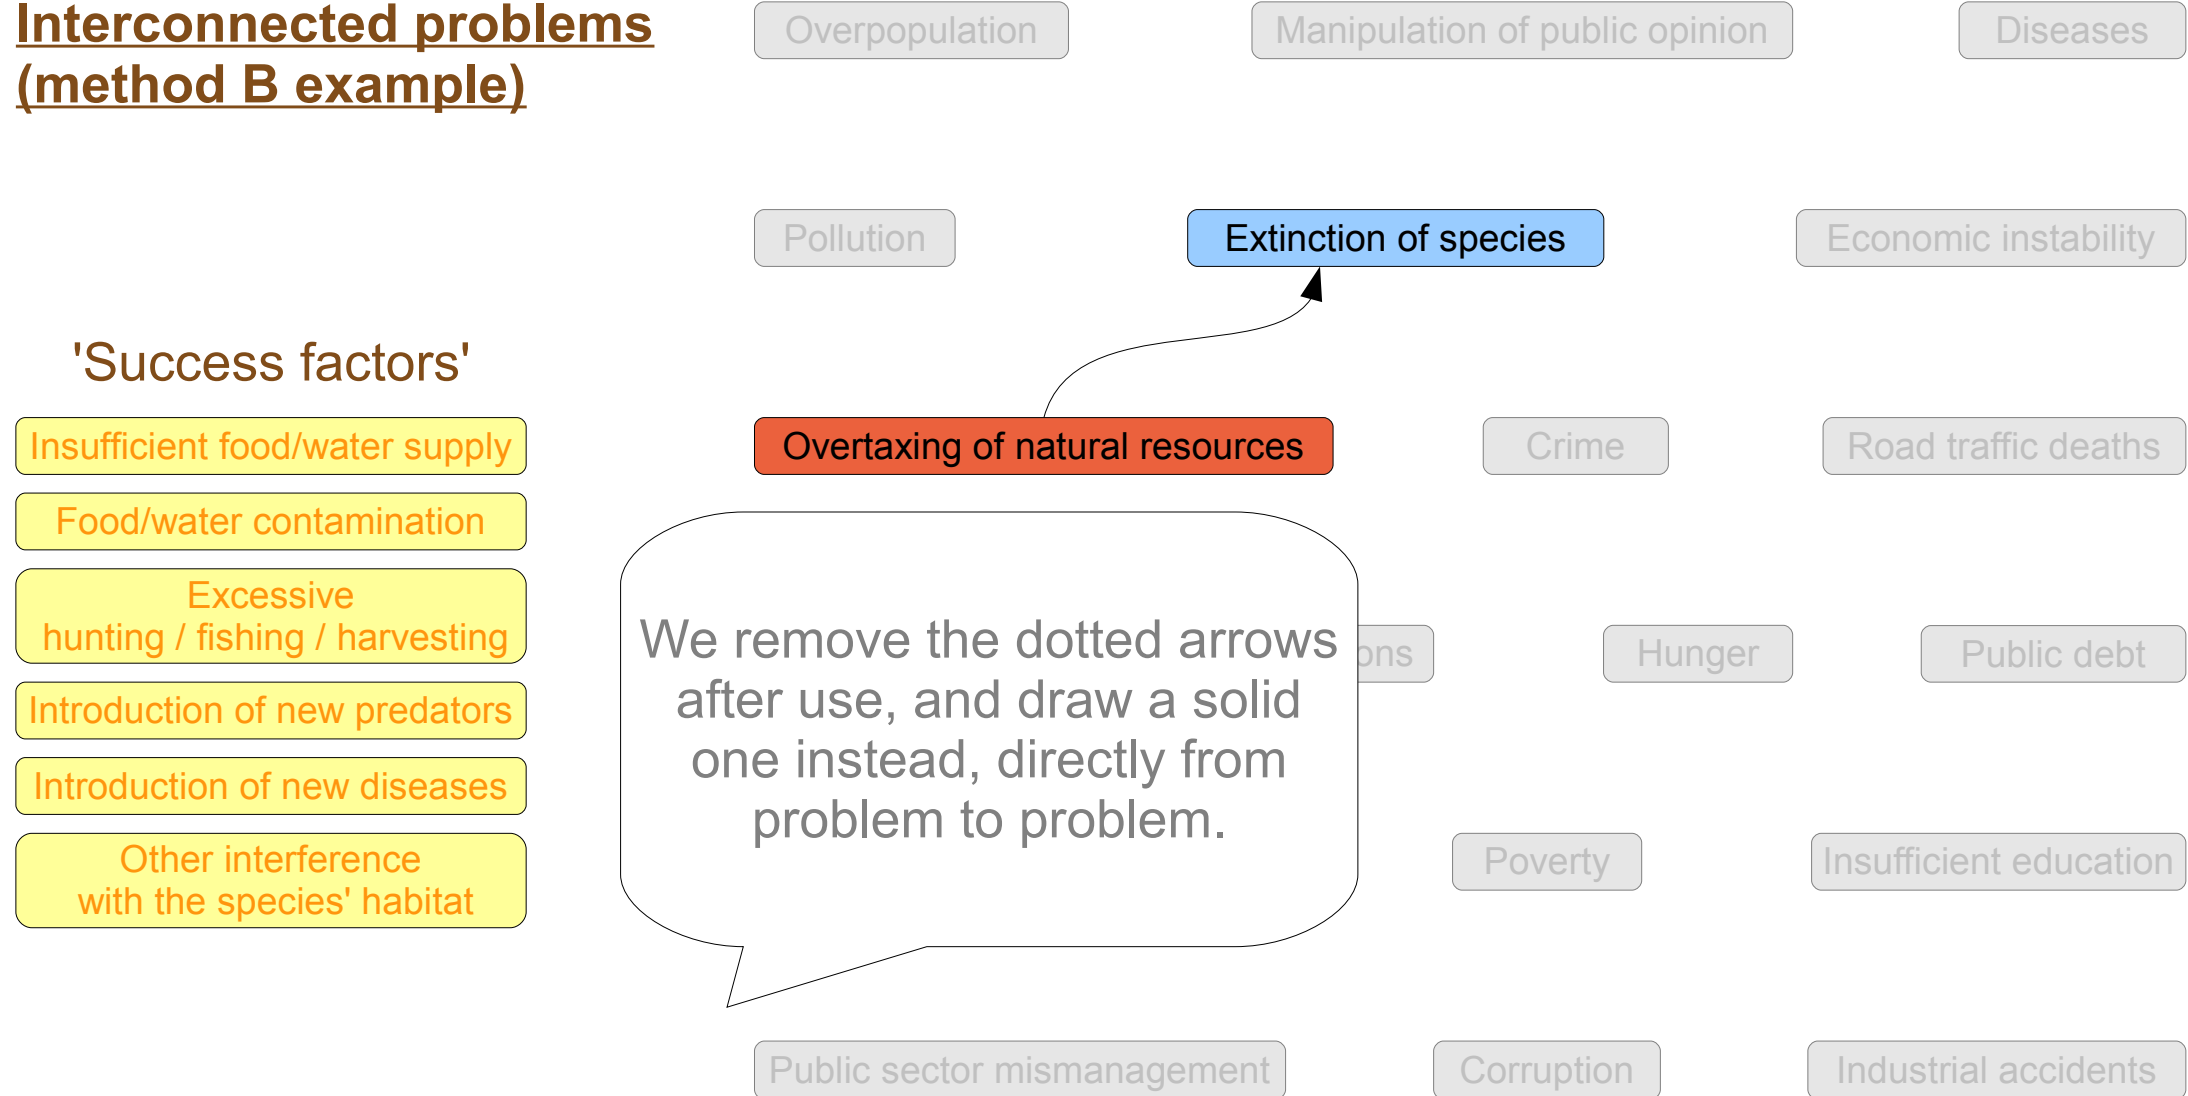 Interconnected problems
(method B example)
Overpopulation
Manipulation of public opinion
Diseases
Pollution
Extinction of species
Economic instability
'Success factors'
Insufficient food/water supply
Food/water contamination
Excessive
hunting / fishing / harvesting
Introduction of new predators
Introduction of new diseases
Other interference
with the species' habitat
Overtaxing of natural resources
Crime
Road traffic deaths
We remove the dotted arrows
after use, and draw a solid
one instead, directly from
problem to problem.
Hunger
Public debt
Poverty
Insufficient education
Public sector mismanagement
Corruption
Industrial accidents